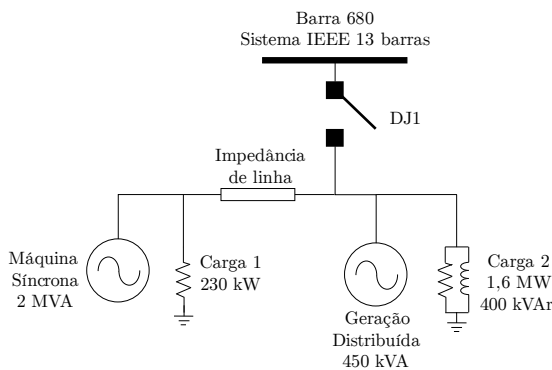 Barra 680
Sistema IEEE 13 barras
DJ1
Impedância
de linha
Máquina
Síncrona
2 MVA
Carga 1
230 kW
Geração
Distribuída
450 kVA
Carga 2
1,6 MW
400 kVAr